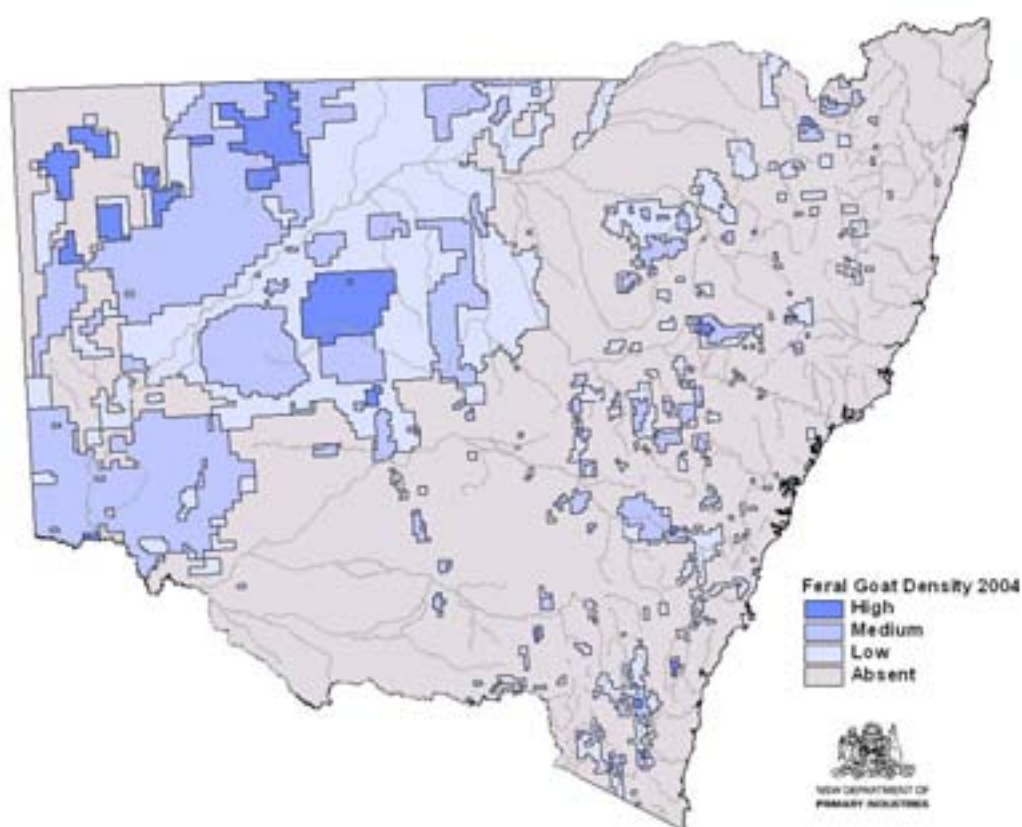 Feral Goat Density 2004
High
Medium
Low
Absent
NSW DEPARTMENT OF
PRIMARY INDUSTRIES